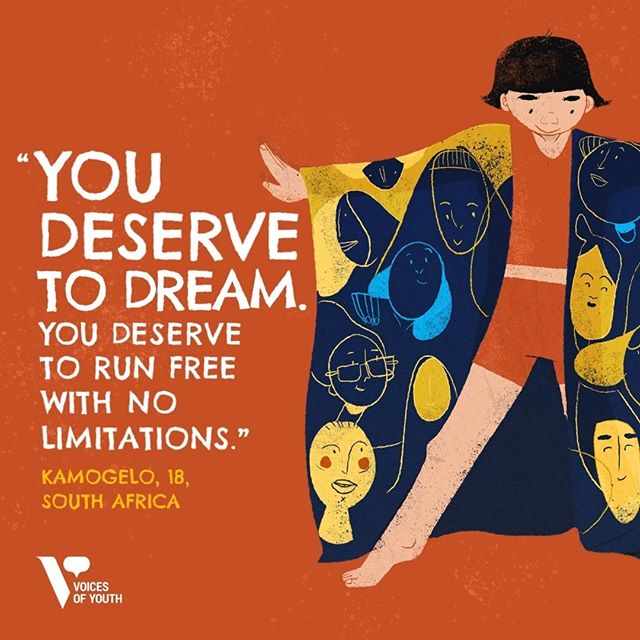 “YOU
DESERVE
TO DREAM.
YOU DESERVE
TO RUN FREE
WITH NO
LIMITATIONS.”
KAMOGELO, 18,
SOUTH AFRICA
VOICES
OF YOUTH